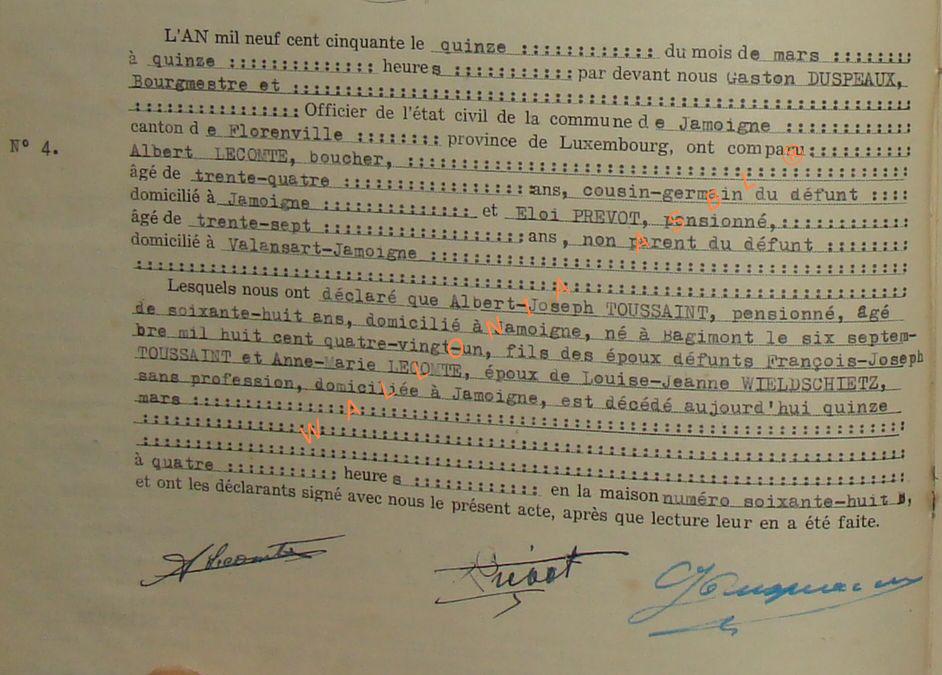 L'AN mil neuf cent cinquante le quinze :::::::::::: du mois de mars :::::::
à quinze ::::::::::::: heures :::::::::::: par devant nous Gaston DUSPEAUX,
Bourgmestre et ::::::::::::::::::::::::::::::::::::::::::::::::::::::::::
:::::::::::::::: Officier de l'état civil de la commune de Jamoigne ::::::::::::
canton de Florenville :::::::: province de Luxembourg, ont comparu:::::::::
N° 4.
Albert LECOMTE, boucher, ::::::::::::::::::::::::::::::::::::::::::::::
âgé de trente-quatre ::::::::::::::::::ans, cousin-germain du défunt ::::
domicilié à Jamoigne :::::::::::::: et Eloi PREVOT, pensionné,:::::::::::
âgé de trente-sept :::::::::::::::::::::::ans, non parent du défunt :::::::
domicilié à Valansart-Jamoigne :::::::::::::::::::::::::::::::::::::::::
::::::::::::::::::::::::::::::::::::::::::::::::::::::::::::::::::::::
Lesquels nous ont déclaré que Albert-Joseph TOUSSAINT, pensionné, âgé
de soixante-huit ans, domicilié à Jamoigne, né à Bagimont le six septem-
bre mil huit cent quatre-vingt-un, fils des époux défunts François-Joseph
TOUSSAINT et Anne-Marie LECOMTE, époux de Louise-Jeanne WIELDSCHIETZ,
sans profession, domiciliée à Jamoigne, est décédé aujourd'hui quinze
mars ::::::::::::::::::::::::::::::::::::::::::::::::::::::::::::::::
::::::::::::::::::::::::::::::::::::::::::::::::::::::::::::::::::::::
::::::::::::::::::::::::::::::::::::::::::::::::::::::::::::::::::::::
à quatre ::::::::::: heures :::::::::::: en la maison numéro soixante-huit B,
et ont les déclarants signé avec nous le présent acte, après que lecture leur en a été faite.
WALLONIA ASBL ®
A Lecomte
Prévot